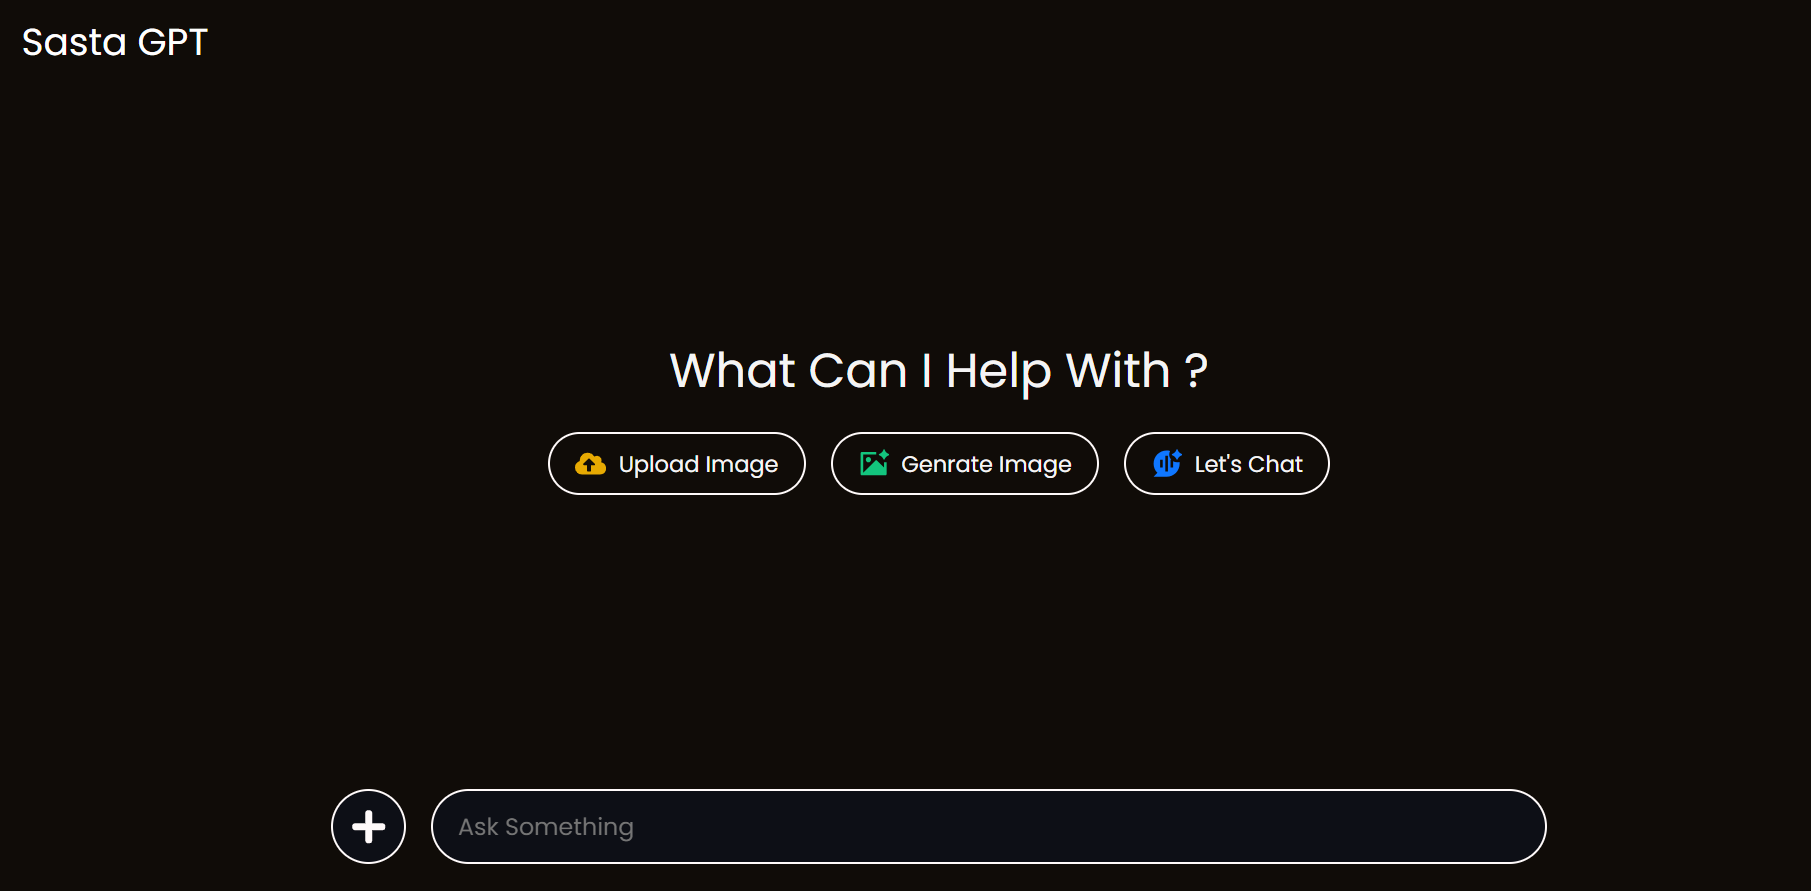 Sasta GPT
What Can I Help With ?
Upload Image
Genrate Image
Let's Chat
Ask Something